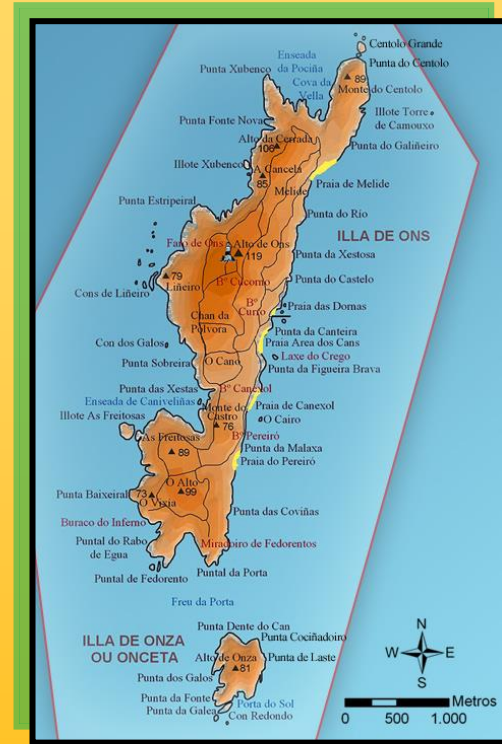 Centolo Grande
Enseada
da Pociña
Punta do Centolo
Punta Xubenco
Cova da
Vella
89
Monte do Centolo
Punta Fonte Nova
Illote Torre
de Camouxo
Alto da Cerrada
106
Punta do Galiñeiro
Illote Xubenco
A Cancela
85
Melide
Praia de Melide
Punta Estripeiral
Punta do Río
Faro de Ons
Alto de Ons
119
ILLA DE ONS
Punta da Xestosa
79
Liñeiro
Bº Cucorno
Punta do Castelo
Cons de Liñeiro
Bº
Curro
Chan da
Pólvora
Praia das Dornas
Punta da Canteira
Con dos Galos
Praia Area dos Cans
O Cano
Laxe do Crego
Punta Sobreira
Punta da Figueira Brava
Punta das Xestas
Bº Canexol
Enseada de Caniveliñas
Monte do
Castro
76
Praia de Canexol
Illote As Freitosas
O Cairo
As Freitosas
89
Bº Pereiró
Punta da Malaxa
Praia do Pereiró
O Alto
99
Punta Baixeiral
73
O Vixía
Punta das Coviñas
Buraco do Inferno
Miradoiro de Fedorentos
Puntal do Rabo
de Egua
Puntal de Fedorento
Puntal da Porta
Freu da Porta
Punta Dente do Can
Punta Cociñadoiro
ILLA DE ONZA
OU ONCETA
Alto de Onza
81
Punta de Laste
Punta dos Galos
Punta da Fonte
Punta da Galea
Porta do Sol
Con Redondo
N
W E
S
Metros
0 500 1.000